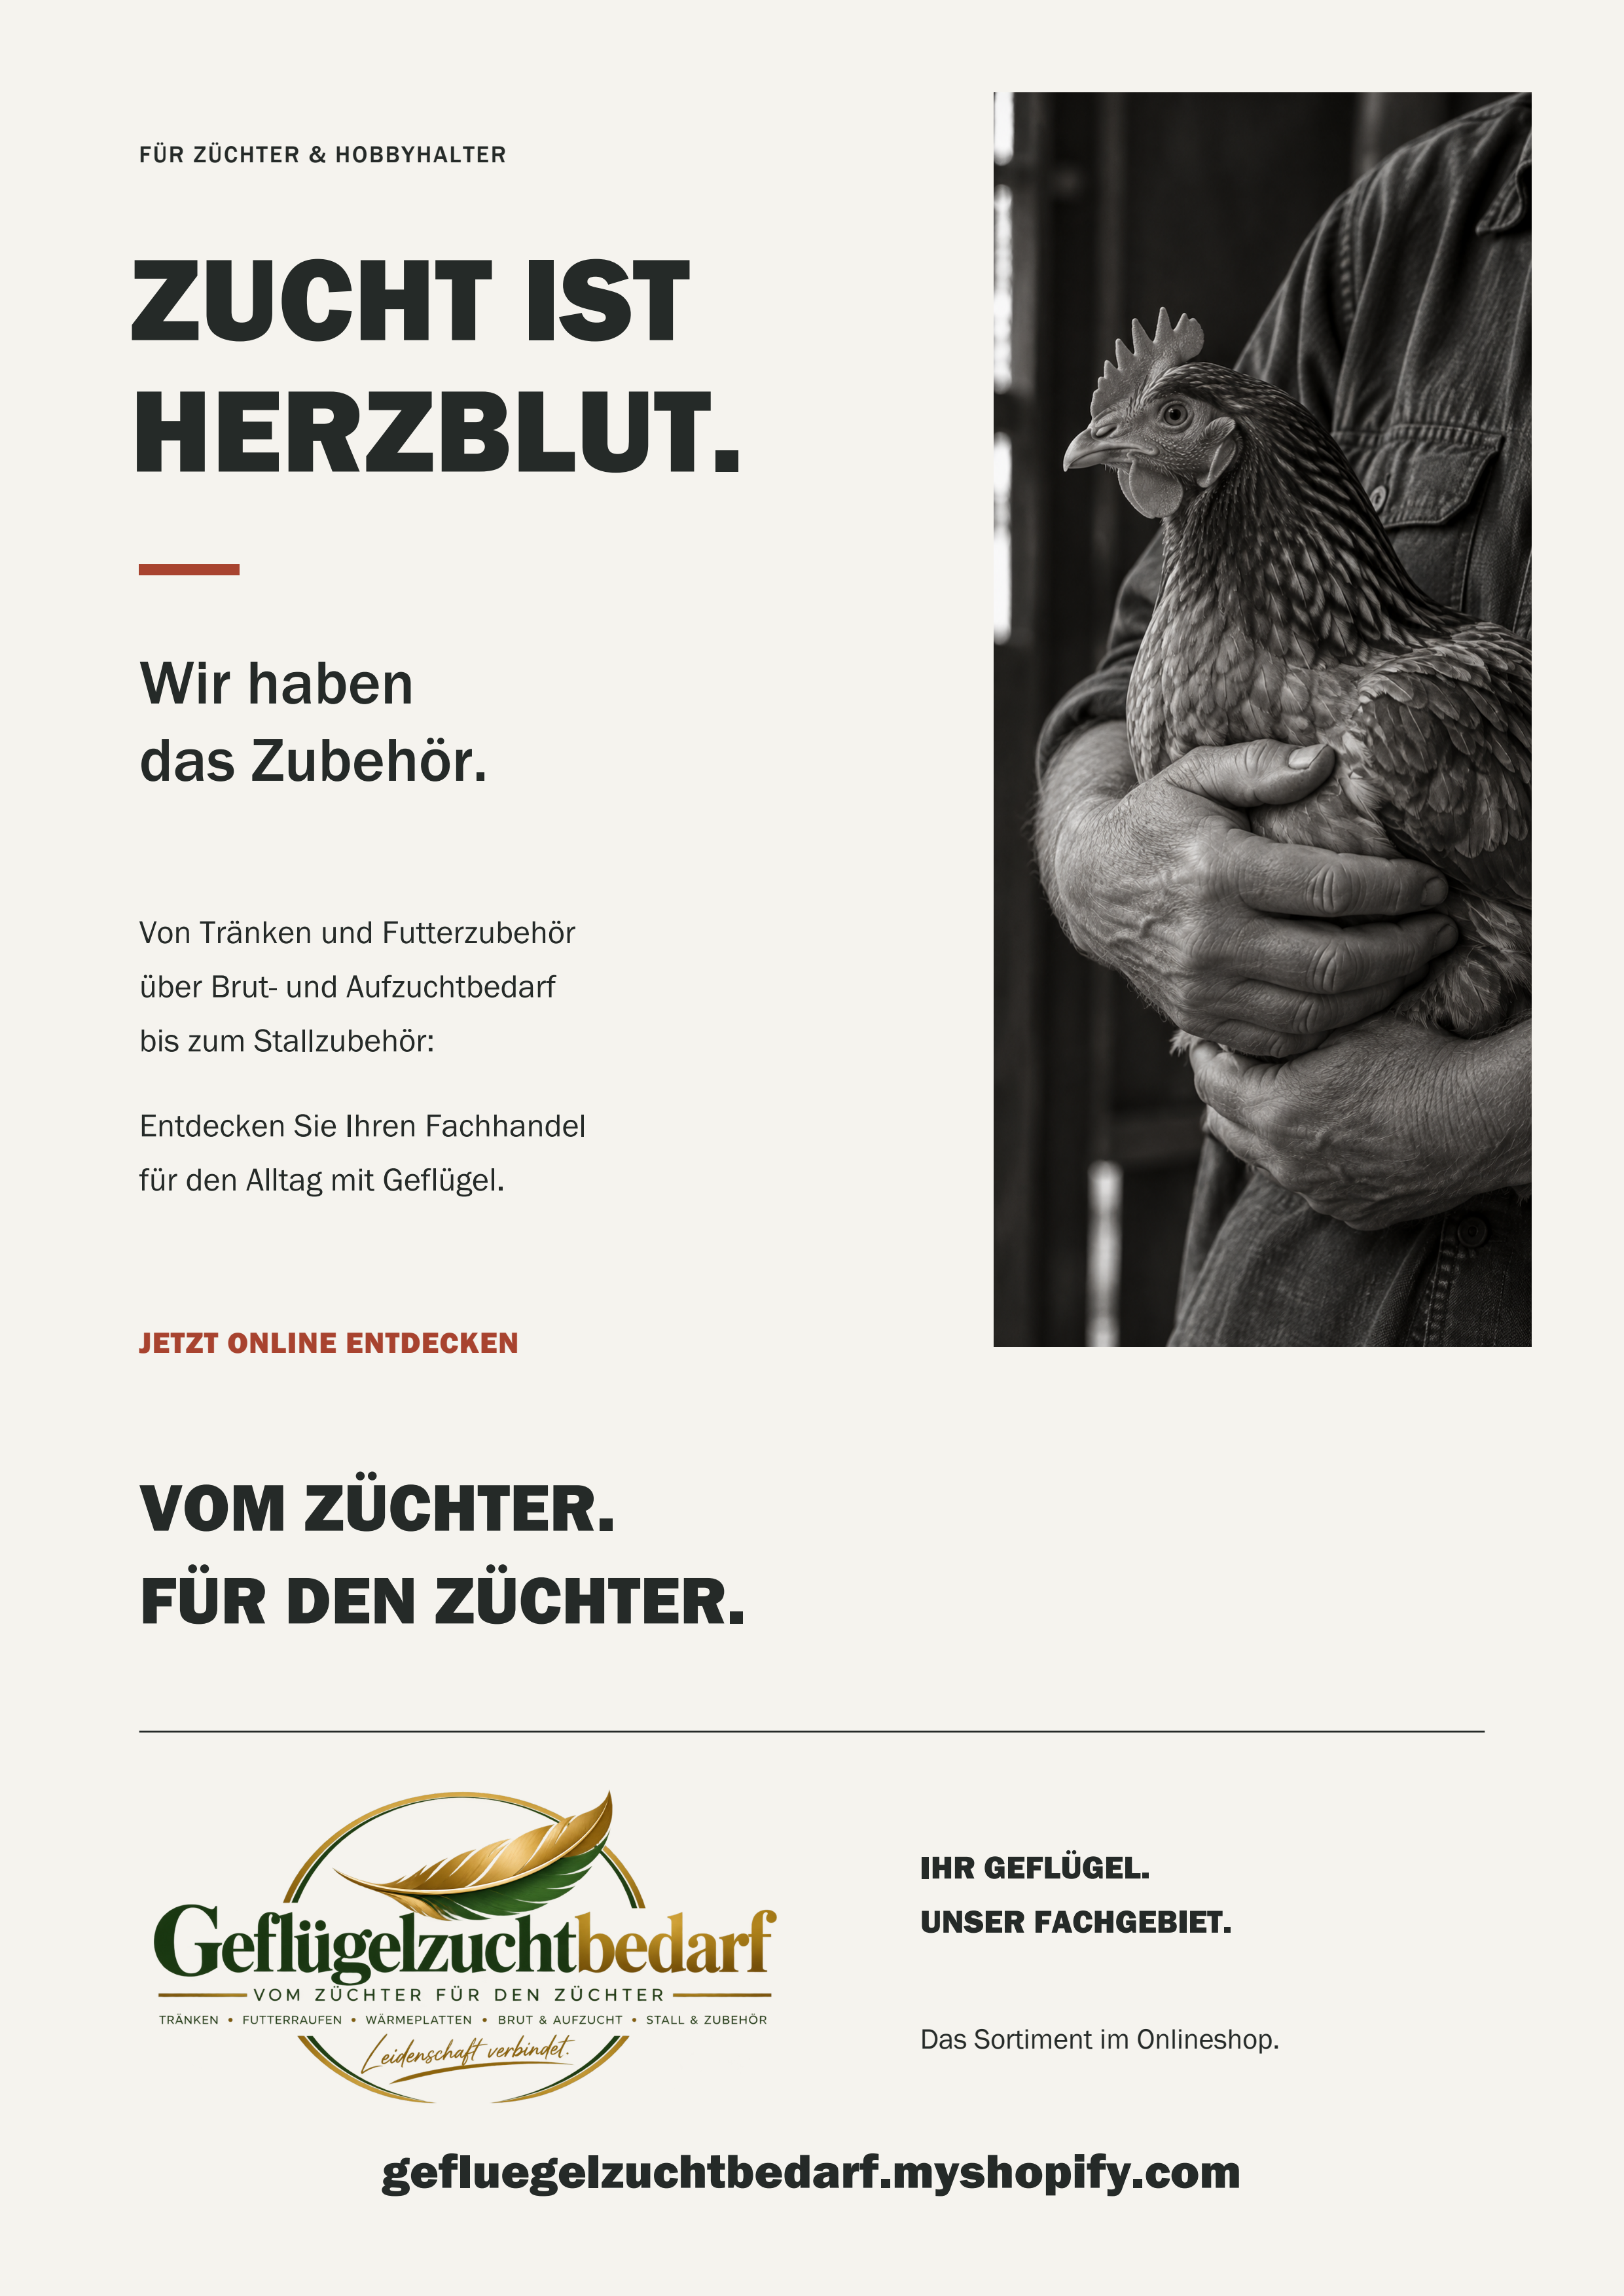 FÜR ZÜCHTER & HOBBYHALTER
ZUCHT IST
HERZBLUT.
Wir haben
das Zubehör.
Von Tränken und Futterzubehör
über Brut- und Aufzuchtbedarf
bis zum Stallzubehör:
Entdecken Sie Ihren Fachhandel
für den Alltag mit Geflügel.
JETZT ONLINE ENTDECKEN
VOM ZÜCHTER.
FÜR DEN ZÜCHTER.
Geflügelzuchtbedarf
VOM ZÜCHTER FÜR DEN ZÜCHTER
TRÄNKEN • FUTTERRAUFEN • WÄRMEPLATTEN • BRUT & AUFZUCHT • STALL & ZUBEHÖR
Leidenschaft verbindet.
IHR GEFLÜGEL.
UNSER FACHGEBIET.
Das Sortiment im Onlineshop.
gefluegelzuchtbedarf.myshopify.com